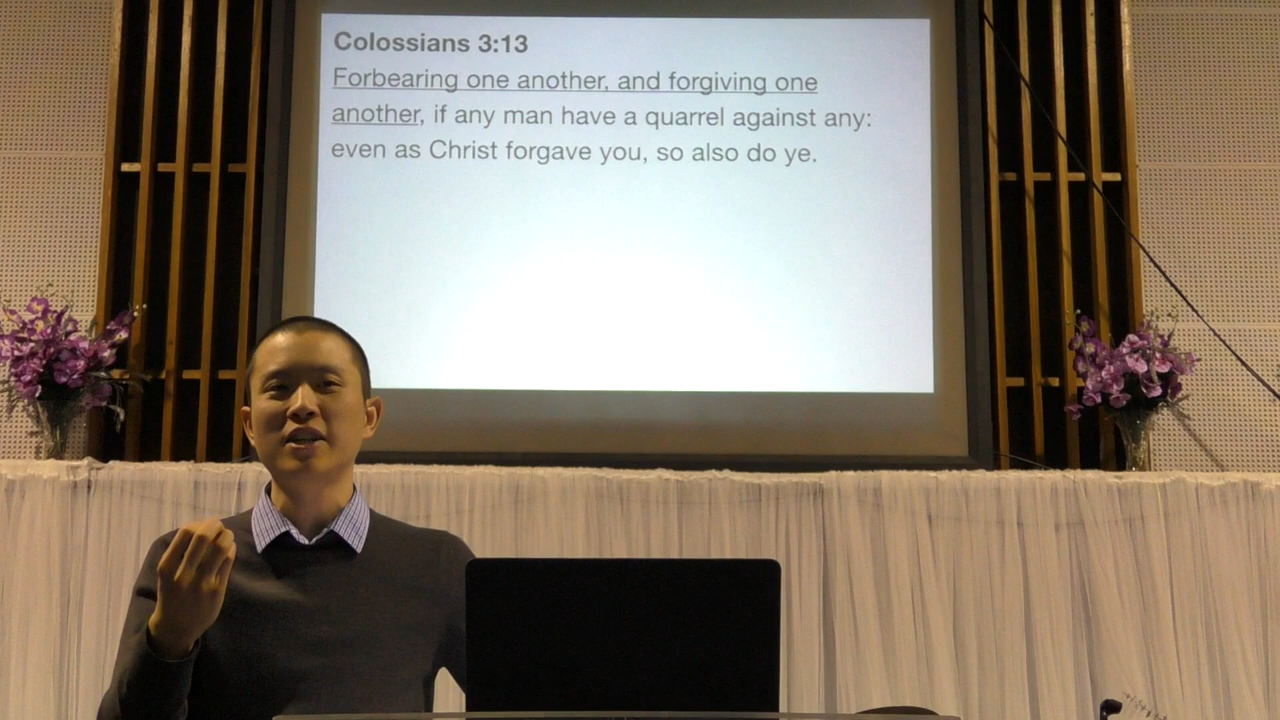 Colossians 3:13
Forbearing one another, and forgiving one
another, if any man have a quarrel against any:
even as Christ forgave you, so also do ye.